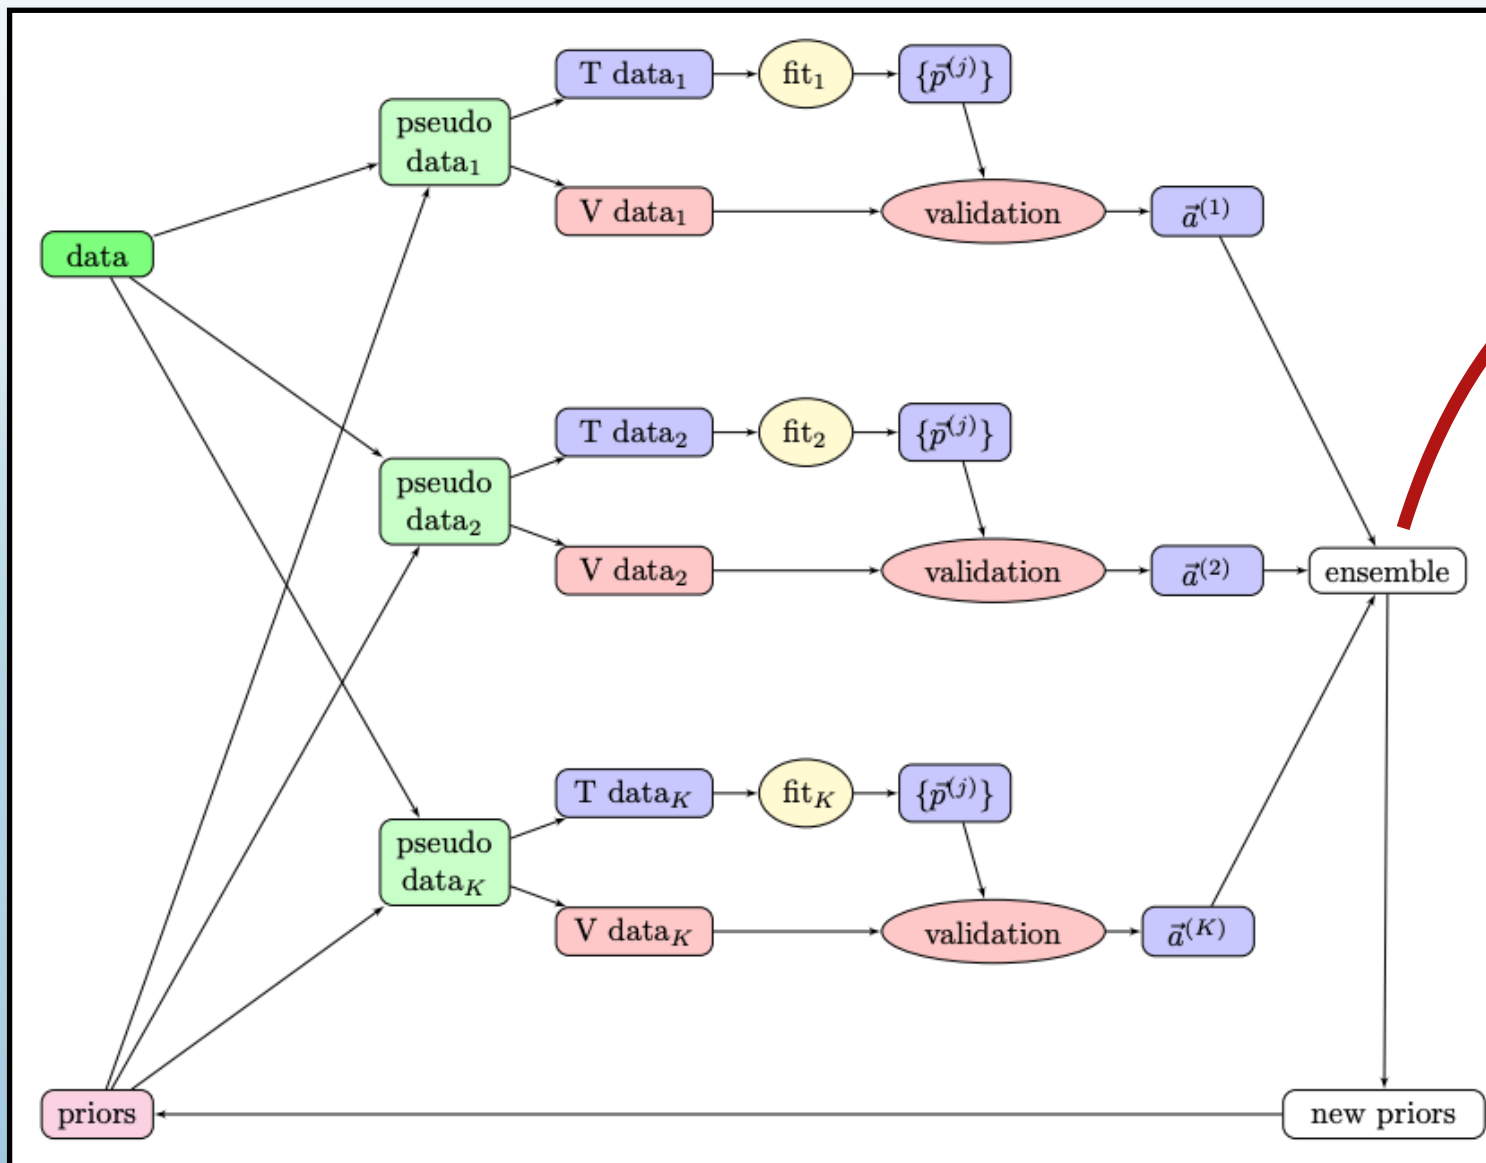 T data₁
fit₁
{p⃗^(j)}
pseudo
data₁
V data₁
validation
a⃗^(1)
data
T data₂
fit₂
{p⃗^(j)}
pseudo
data₂
V data₂
validation
a⃗^(2)
ensemble
T data_K
fit_K
{p⃗^(j)}
pseudo
data_K
V data_K
validation
a⃗^(K)
priors
new priors